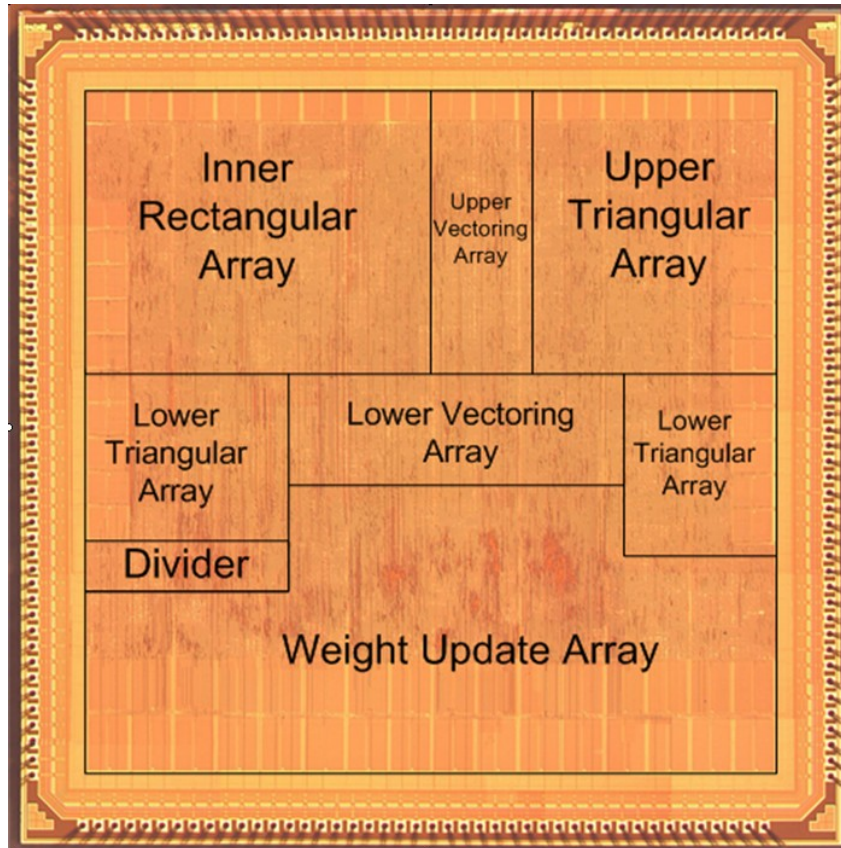 Inner
Rectangular
Array
Upper
Vectoring
Array
Upper
Triangular
Array
Lower
Triangular
Array
Lower Vectoring
Array
Lower
Triangular
Array
Divider
Weight Update Array